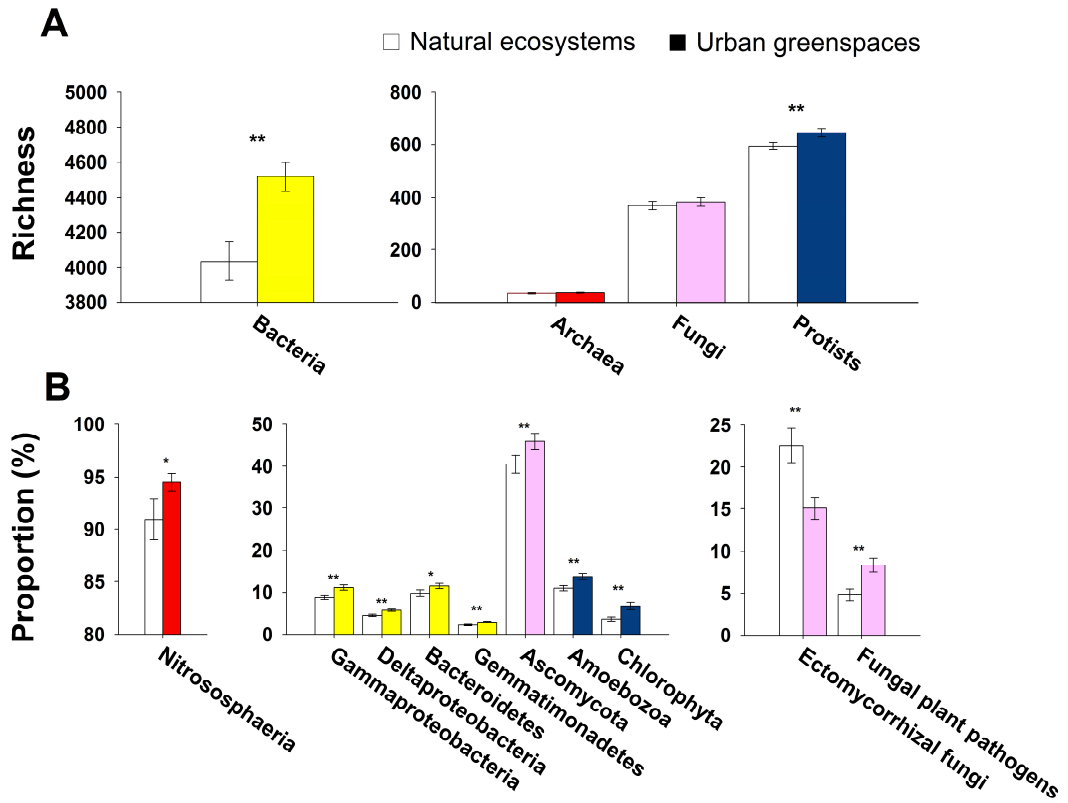 A
Natural ecosystems
Urban greenspaces
Richness
5000
4800
4600
4400
4200
4000
3800
**
Bacteria
800
600
400
200
0
**
Archaea
Fungi
Protists
B
Proportion (%)
100
95
90
85
80
*
Nitrososphaeria
50
40
30
20
10
0
**
**
*
**
**
**
**
Gammaproteobacteria
Deltaproteobacteria
Bacteroidetes
Gemmatimonadetes
Ascomycota
Amoebozoa
Chlorophyta
25
20
15
10
5
0
**
**
Ectomycorrhizal fungi
Fungal plant pathogens